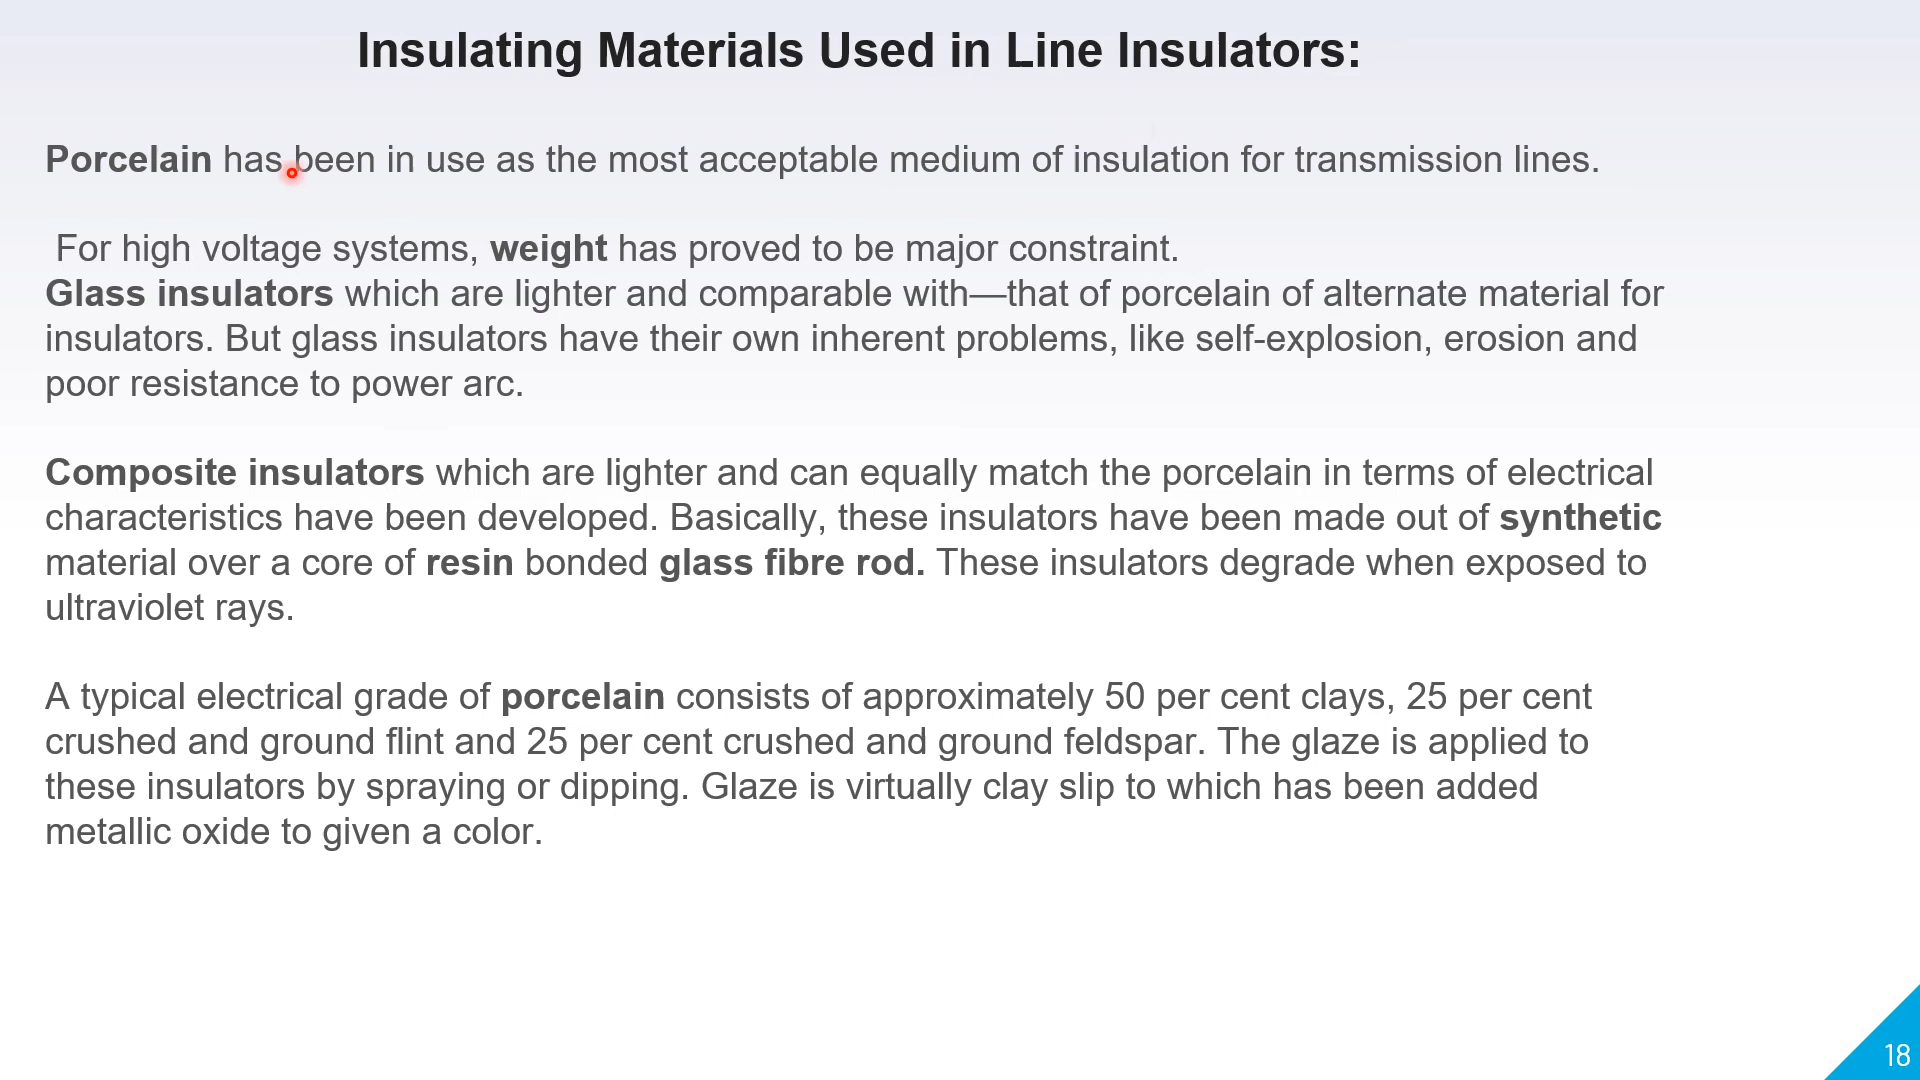 Insulating Materials Used in Line Insulators:
Porcelain has been in use as the most acceptable medium of insulation for transmission lines.
For high voltage systems, weight has proved to be major constraint.
Glass insulators which are lighter and comparable with—that of porcelain of alternate material for
insulators. But glass insulators have their own inherent problems, like self-explosion, erosion and
poor resistance to power arc.
Composite insulators which are lighter and can equally match the porcelain in terms of electrical
characteristics have been developed. Basically, these insulators have been made out of synthetic
material over a core of resin bonded glass fibre rod. These insulators degrade when exposed to
ultraviolet rays.
A typical electrical grade of porcelain consists of approximately 50 per cent clays, 25 per cent
crushed and ground flint and 25 per cent crushed and ground feldspar. The glaze is applied to
these insulators by spraying or dipping. Glaze is virtually clay slip to which has been added
metallic oxide to given a color.
18